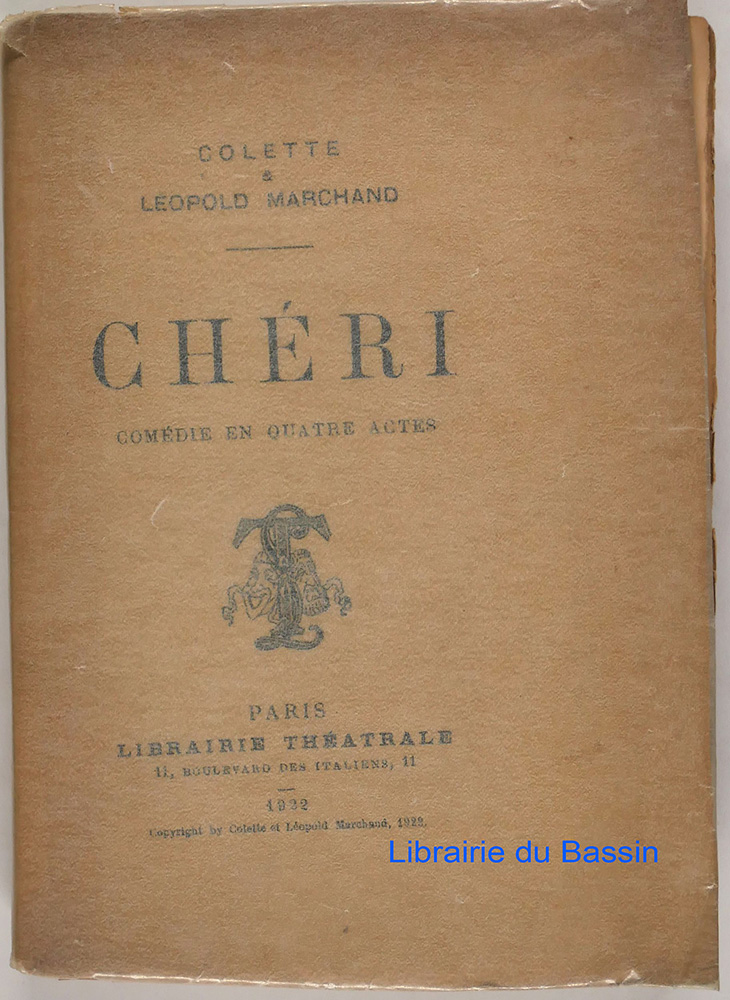 COLETTE
&
LÉOPOLD MARCHAND
CHÉRI
COMÉDIE EN QUATRE ACTES
PARIS
LIBRAIRIE THÉATRALE
11, BOULEVARD DES ITALIENS, 11
1922
Copyright by Colette et Léopold Marchand, 1922.
Librairie du Bassin